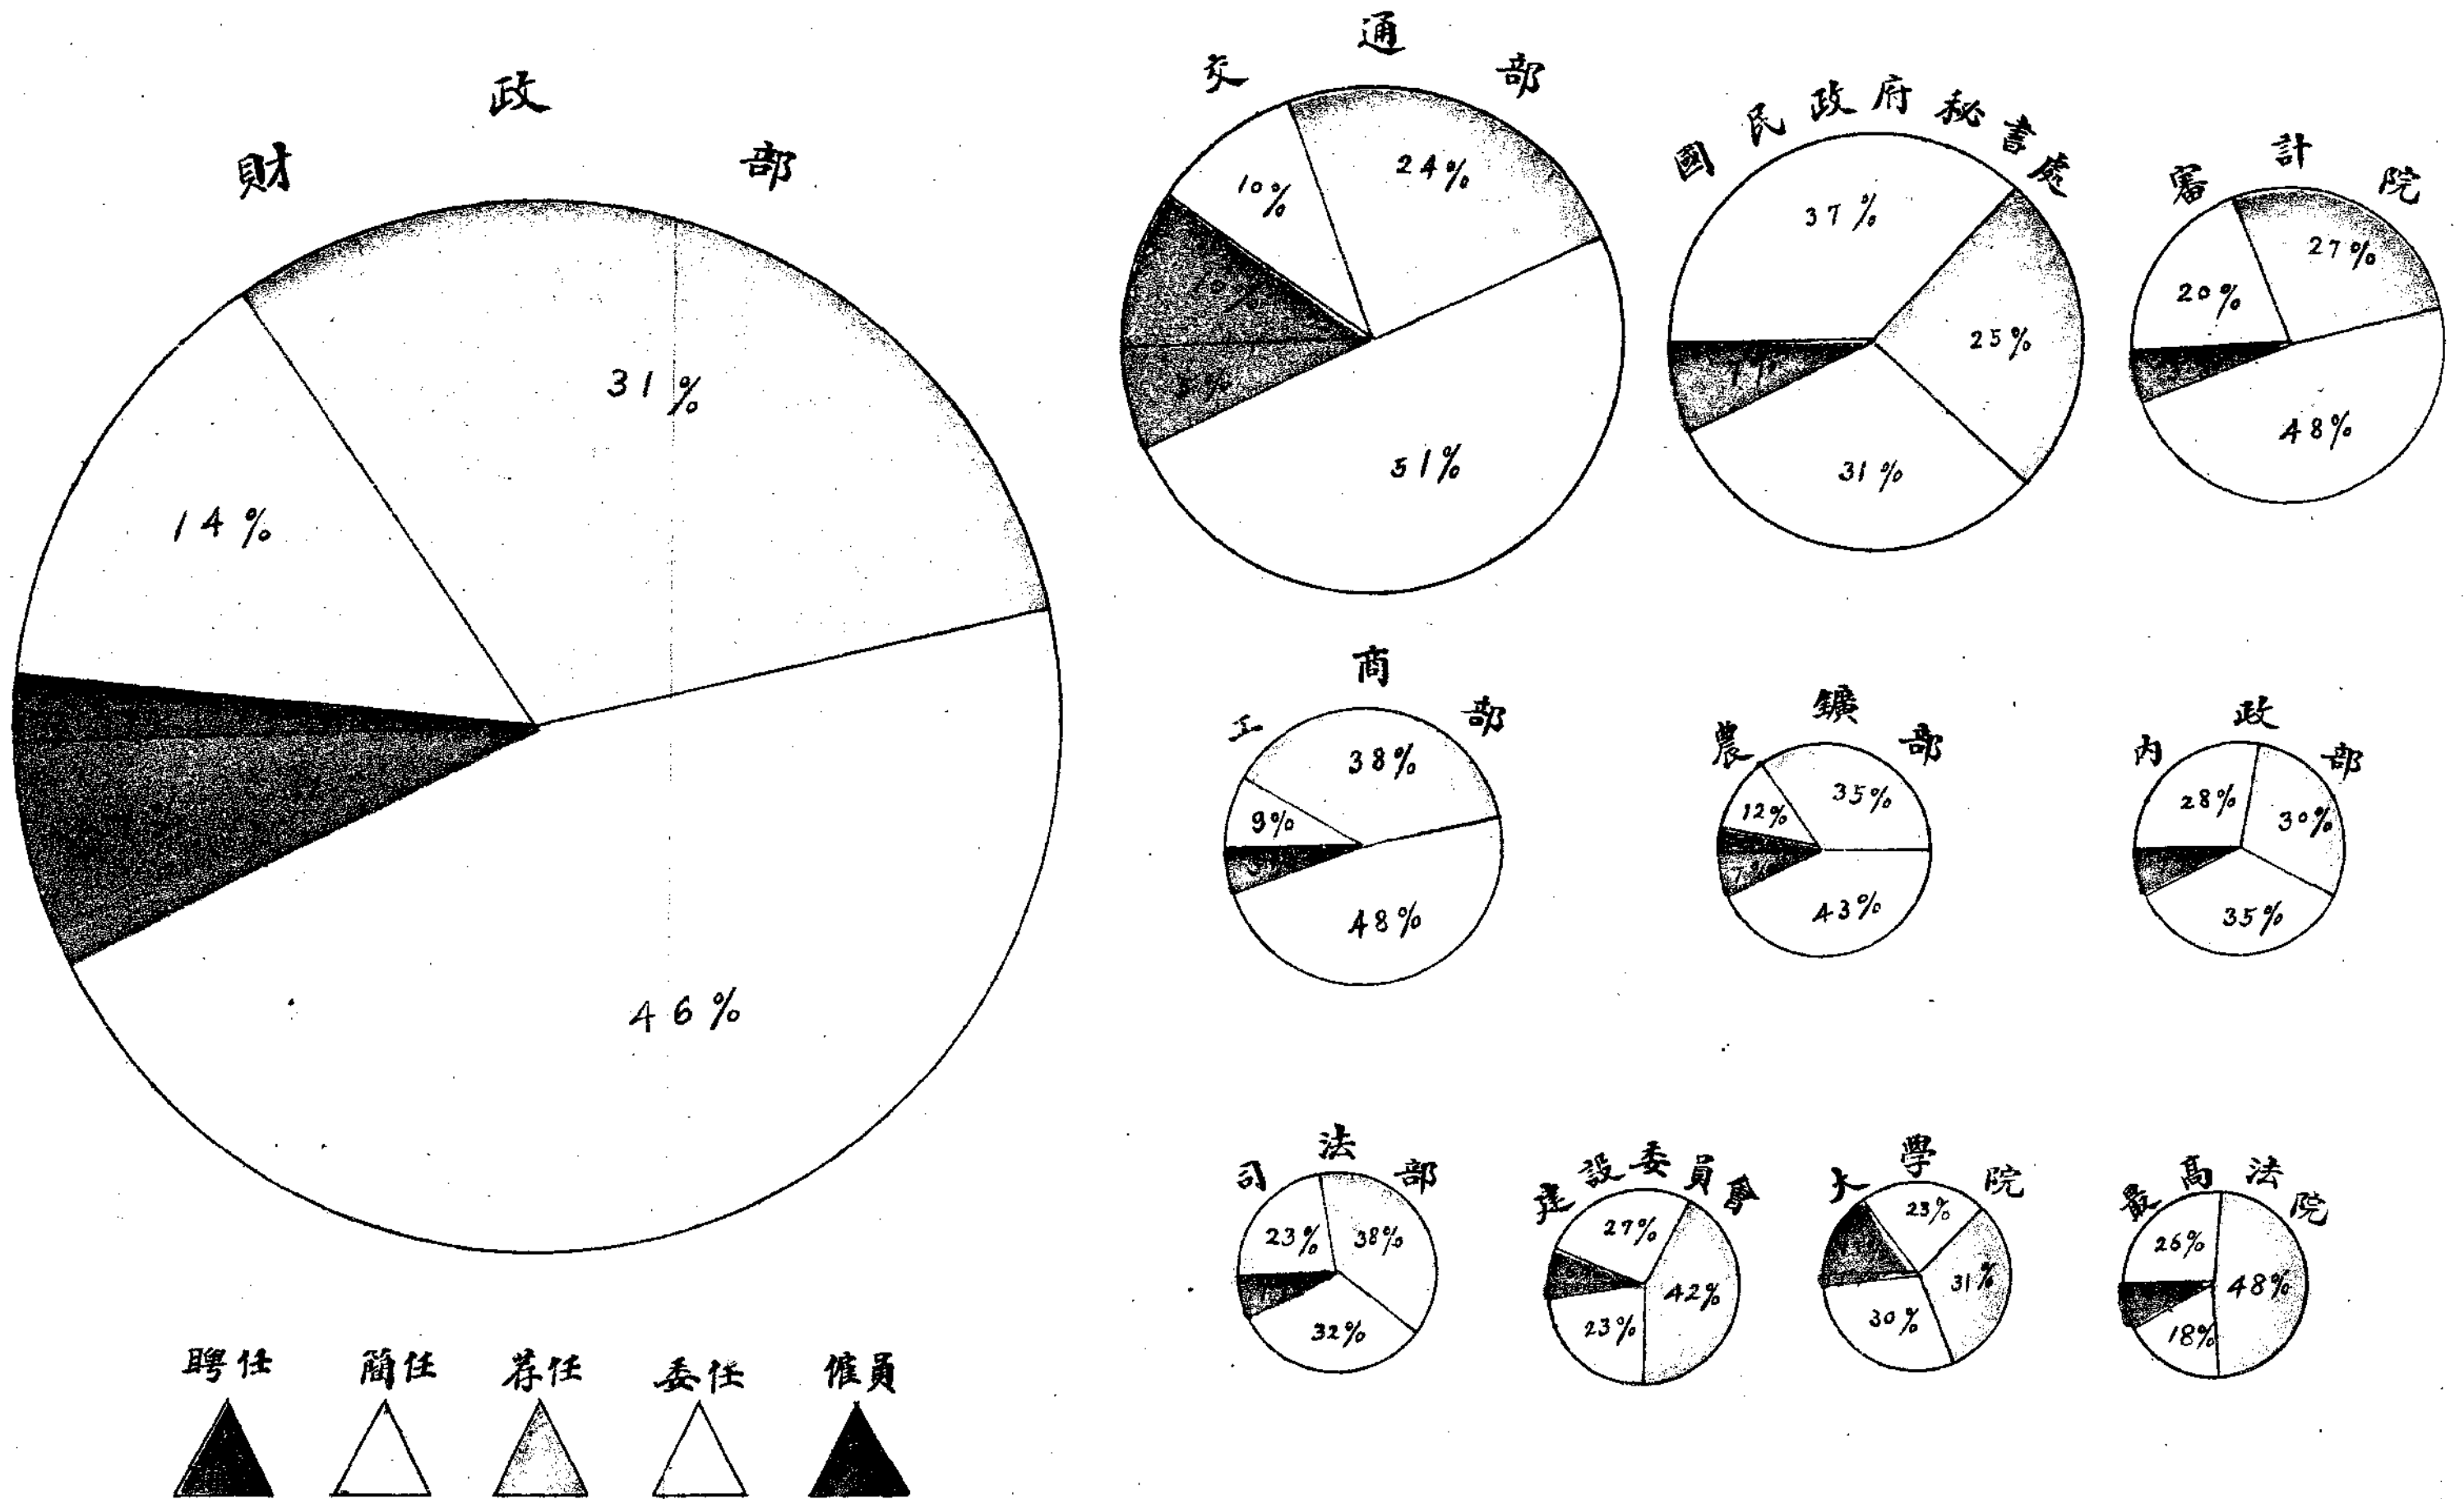 財政部
14%
31%
46%
交通部
10%
24%
51%
國民政府秘書處
37%
25%
31%
審計院
20%
27%
48%
工商部
9%
38%
48%
農鑛部
12%
35%
43%
內政部
28%
30%
35%
司法部
23%
38%
32%
建設委員會
27%
42%
23%
大學院
23%
31%
30%
最高法院
26%
48%
18%
聘任 簡任 荐任 委任 僱員